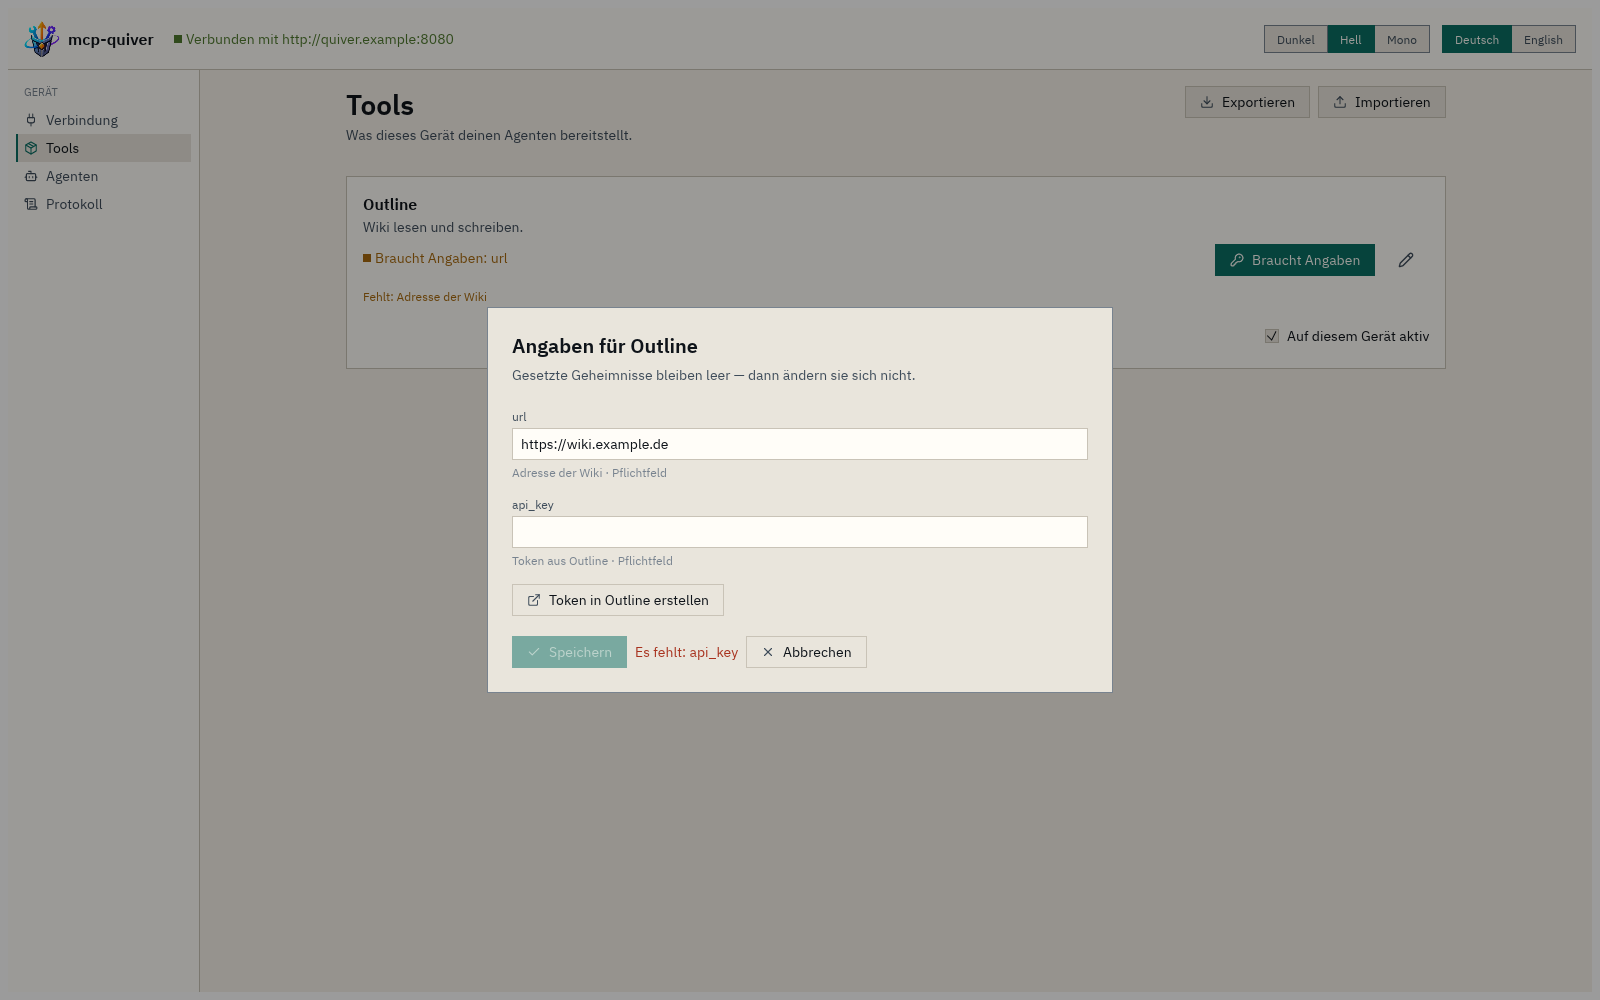 mcp-quiver
Verbunden mit http://quiver.example:8080
Dunkel Hell Mono Deutsch English
GERÄT
Verbindung
Tools
Agenten
Protokoll
Tools
Was dieses Gerät deinen Agenten bereitstellt.
Exportieren Importieren
Outline
Wiki lesen und schreiben.
Braucht Angaben: url
Braucht Angaben
Fehlt: Adresse der Wiki
Auf diesem Gerät aktiv
Angaben für Outline
Gesetzte Geheimnisse bleiben leer — dann ändern sie sich nicht.
url
https://wiki.example.de
Adresse der Wiki · Pflichtfeld
api_key
Token aus Outline · Pflichtfeld
Token in Outline erstellen
Speichern Es fehlt: api_key Abbrechen